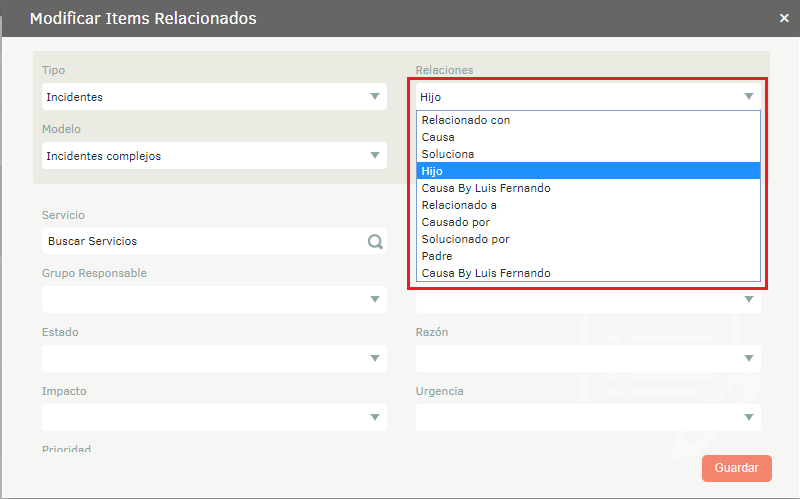 Modificar Items Relacionados
×
Tipo
Incidentes
Modelo
Incidentes complejos
Relaciones
Hijo
Relacionado con
Causa
Soluciona
Hijo
Causa By Luis Fernando
Relacionado a
Causado por
Solucionado por
Padre
Causa By Luis Fernando
Servicio
Buscar Servicios
Grupo Responsable
Estado
Razón
Impacto
Urgencia
Prioridad
Guardar